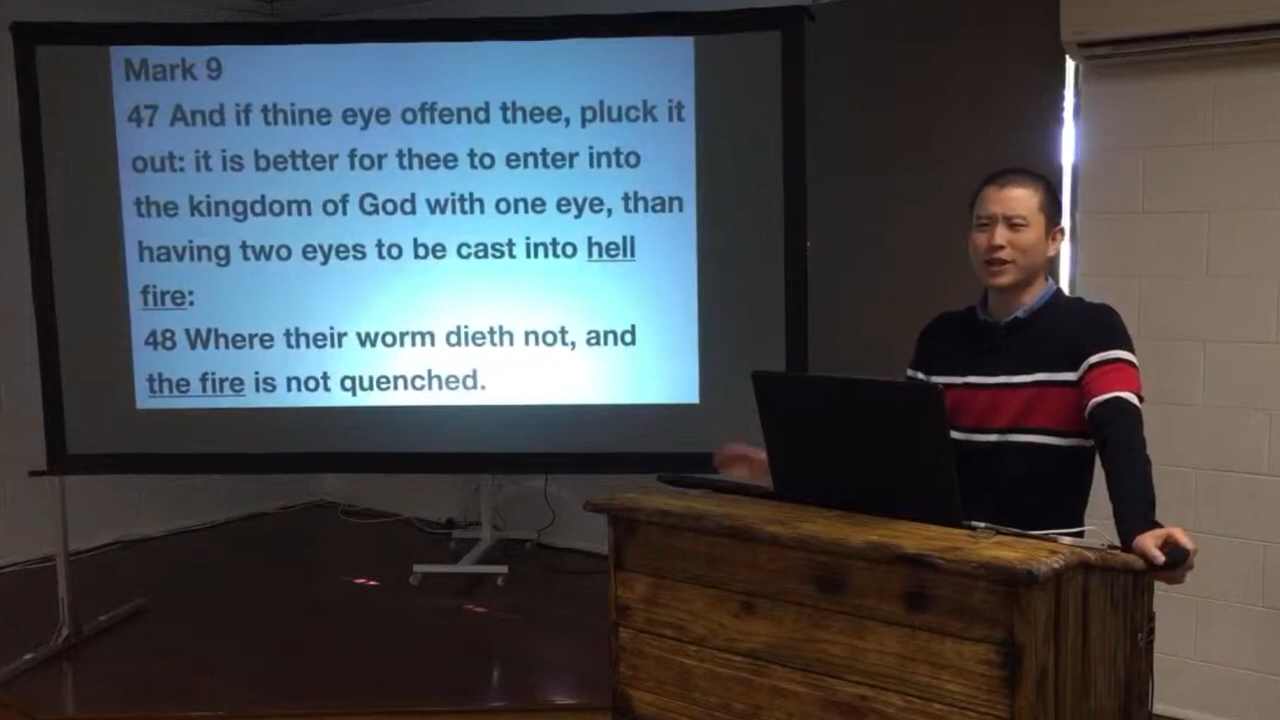 Mark 9
47 And if thine eye offend thee, pluck it
out: it is better for thee to enter into
the kingdom of God with one eye, than
having two eyes to be cast into hell
fire:
48 Where their worm dieth not, and
the fire is not quenched.